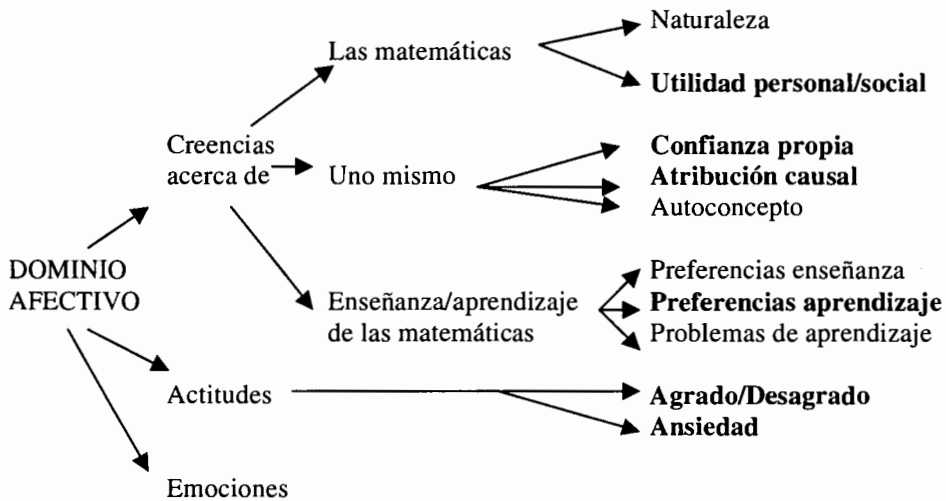 Naturaleza
Las matemáticas
Utilidad personal/social
Creencias
acerca de
Confianza propia
Uno mismo
Atribución causal
Autoconcepto
DOMINIO
AFECTIVO
Preferencias enseñanza
Enseñanza/aprendizaje
de las matemáticas
Preferencias aprendizaje
Problemas de aprendizaje
Actitudes
Agrado/Desagrado
Ansiedad
Emociones